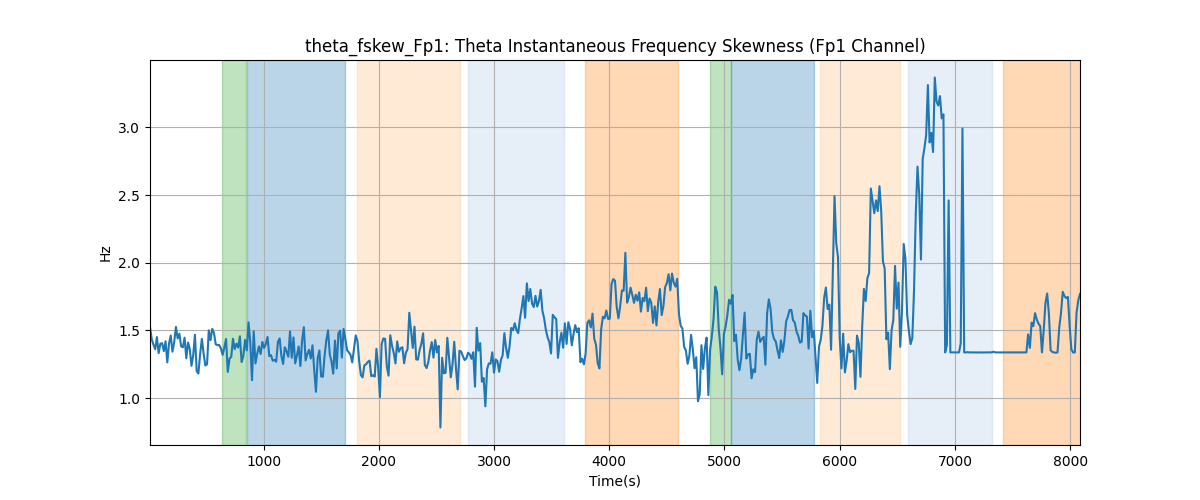 theta_fskew_Fp1: Theta Instantaneous Frequency Skewness (Fp1 Channel)
Hz
3.0
2.5
2.0
1.5
1.0
1000 2000 3000 4000 5000 6000 7000 8000
Time(s)